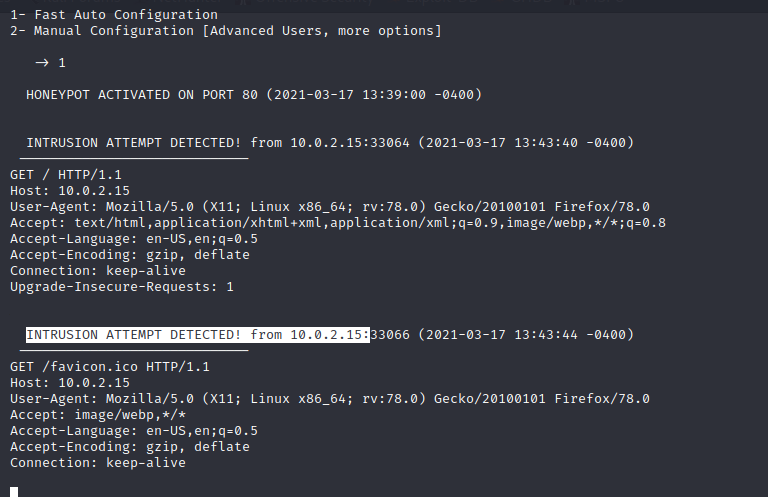 1- Fast Auto Configuration
2- Manual Configuration [Advanced Users, more options]
→ 1
HONEYPOT ACTIVATED ON PORT 80 (2021-03-17 13:39:00 -0400)
INTRUSION ATTEMPT DETECTED! from 10.0.2.15:33064 (2021-03-17 13:43:40 -0400)
GET / HTTP/1.1
Host: 10.0.2.15
User-Agent: Mozilla/5.0 (X11; Linux x86_64; rv:78.0) Gecko/20100101 Firefox/78.0
Accept: text/html,application/xhtml+xml,application/xml;q=0.9,image/webp,*/*;q=0.8
Accept-Language: en-US,en;q=0.5
Accept-Encoding: gzip, deflate
Connection: keep-alive
Upgrade-Insecure-Requests: 1
INTRUSION ATTEMPT DETECTED! from 10.0.2.15:33066 (2021-03-17 13:43:44 -0400)
GET /favicon.ico HTTP/1.1
Host: 10.0.2.15
User-Agent: Mozilla/5.0 (X11; Linux x86_64; rv:78.0) Gecko/20100101 Firefox/78.0
Accept: image/webp,*/*
Accept-Language: en-US,en;q=0.5
Accept-Encoding: gzip, deflate
Connection: keep-alive